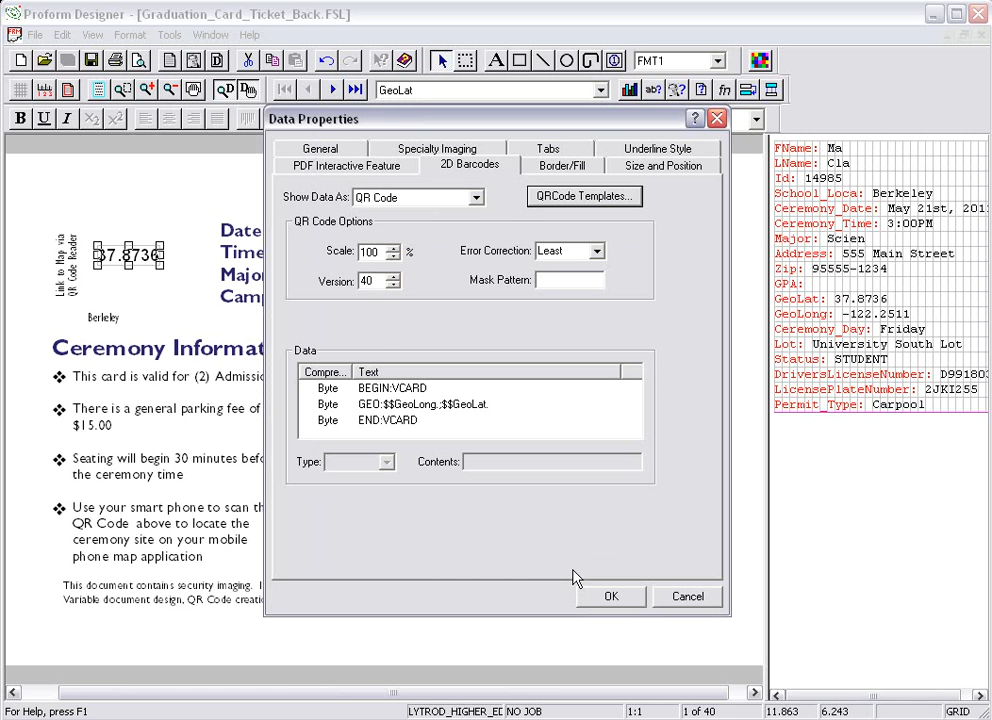 Proform Designer - [Graduation_Card_Ticket_Back.FSL]
File Edit View Format Tools Window Help
FMT1
GeoLat
Data Properties
General Specialty Imaging Tabs Underline Style
PDF Interactive Feature 2D Barcodes Border/Fill Size and Position
Show Data As: QR Code QRCode Templates...
QR Code Options
Scale: 100 % Error Correction: Least
Version: 40 Mask Pattern:
Data
Compre... Text
Byte BEGIN:VCARD
Byte GEO:$$GeoLong.;$$GeoLat.
Byte END:VCARD
Type: Contents:
OK Cancel
Link to Map via
QR Code Reader
37.8736
Berkeley
Date
Time
Major
Camp
Ceremony Informat
❖ This card is valid for (2) Admissio
❖ There is a general parking fee of
$15.00
❖ Seating will begin 30 minutes befo
the ceremony time
❖ Use your smart phone to scan th
QR Code above to locate the
ceremony site on your mobile
phone map application
This document contains security imaging. I
Variable document design, QR Code creatio
FName: Ma
LName: Cla
Id: 14985
School_Loca: Berkeley
Ceremony_Date: May 21st, 201
Ceremony_Time: 3:00PM
Major: Scien
Address: 555 Main Street
Zip: 95555-1234
GPA:
GeoLat: 37.8736
GeoLong: -122.2511
Ceremony_Day: Friday
Lot: University South Lot
Status: STUDENT
DriversLicenseNumber: D991803
LicensePlateNumber: 2JKI255
Permit_Type: Carpool
For Help, press F1 LYTROD_HIGHER_ED NO JOB 1:1 1 of 40 11.863 6.243 GRID